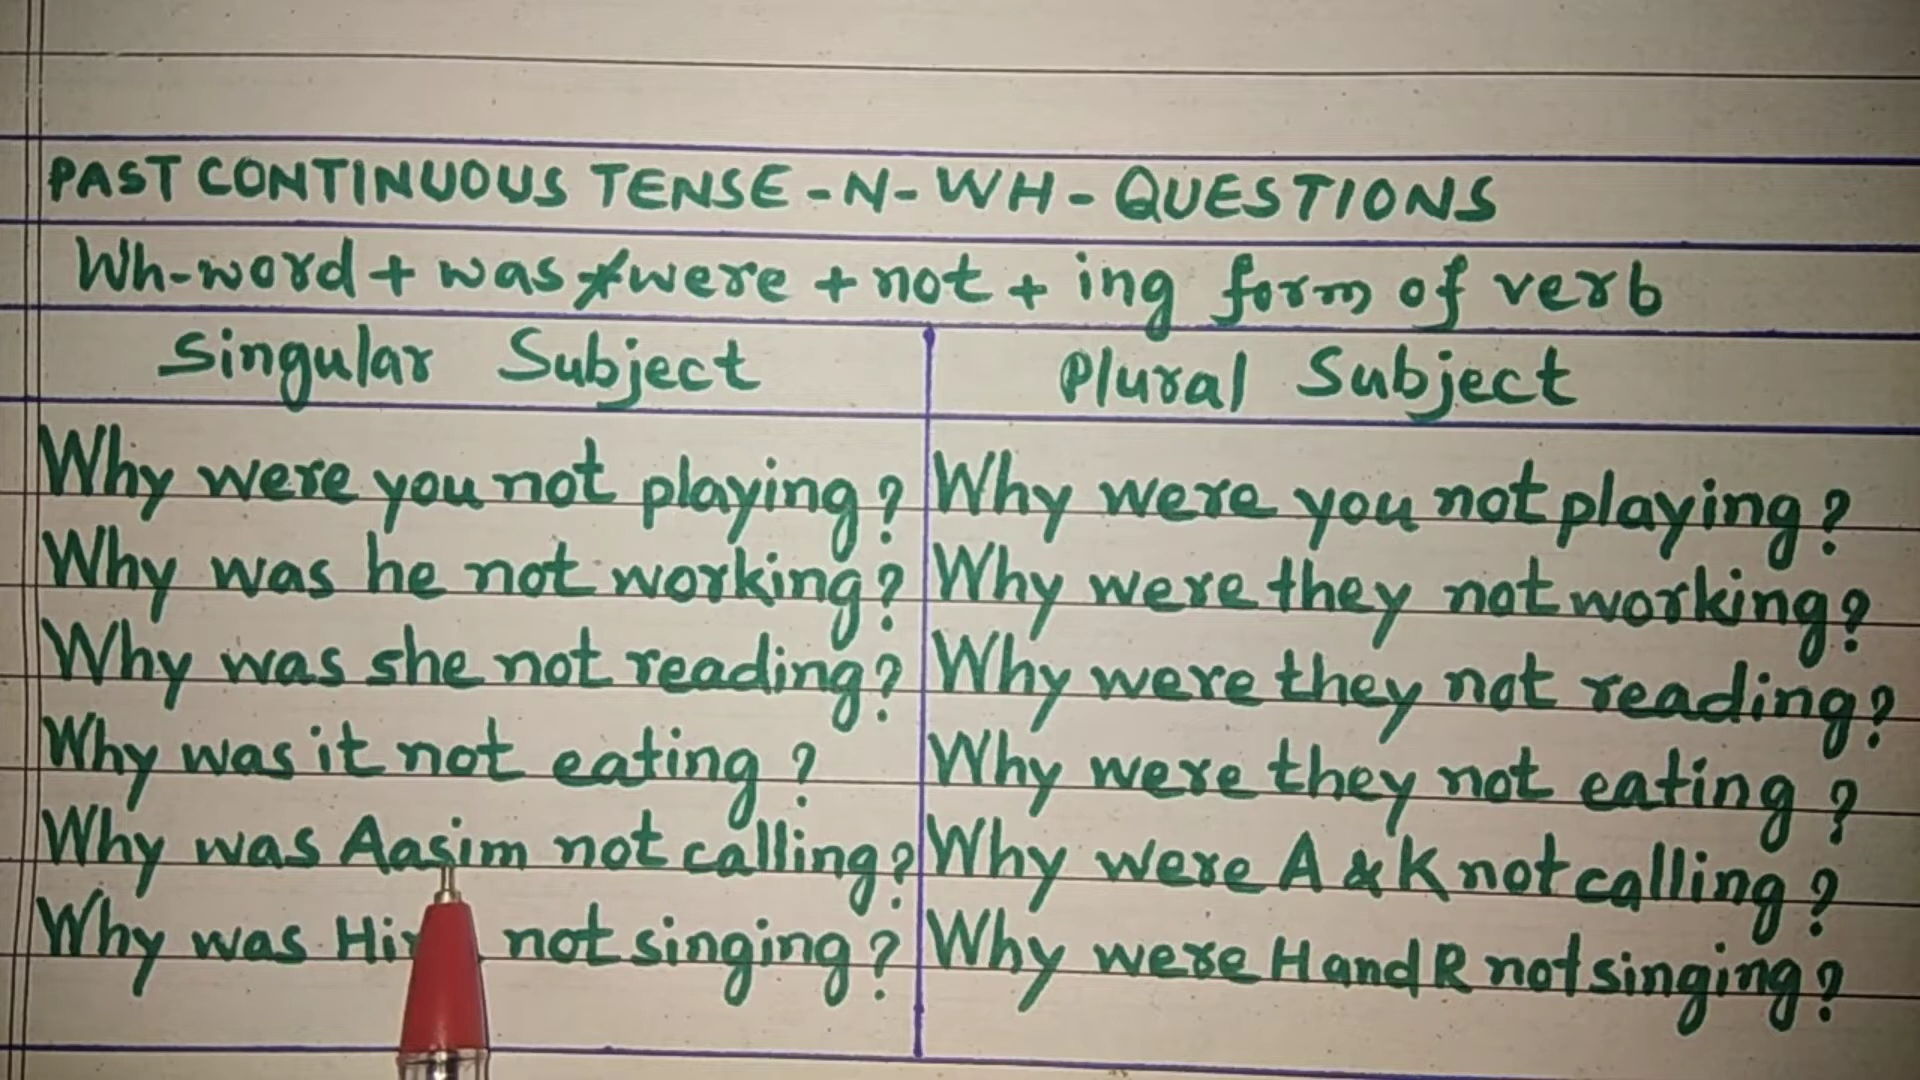 PAST CONTINUOUS TENSE - N - WH - QUESTIONS
Wh-word + was / were + not + ing form of verb
Singular Subject
Plural Subject
Why were you not playing?
Why were you not playing?
Why was he not working?
Why were they not working?
Why was she not reading?
Why were they not reading?
Why was it not eating?
Why were they not eating?
Why was Aasim not calling?
Why were A & K not calling?
Why was not singing?
Why were H and R not singing?